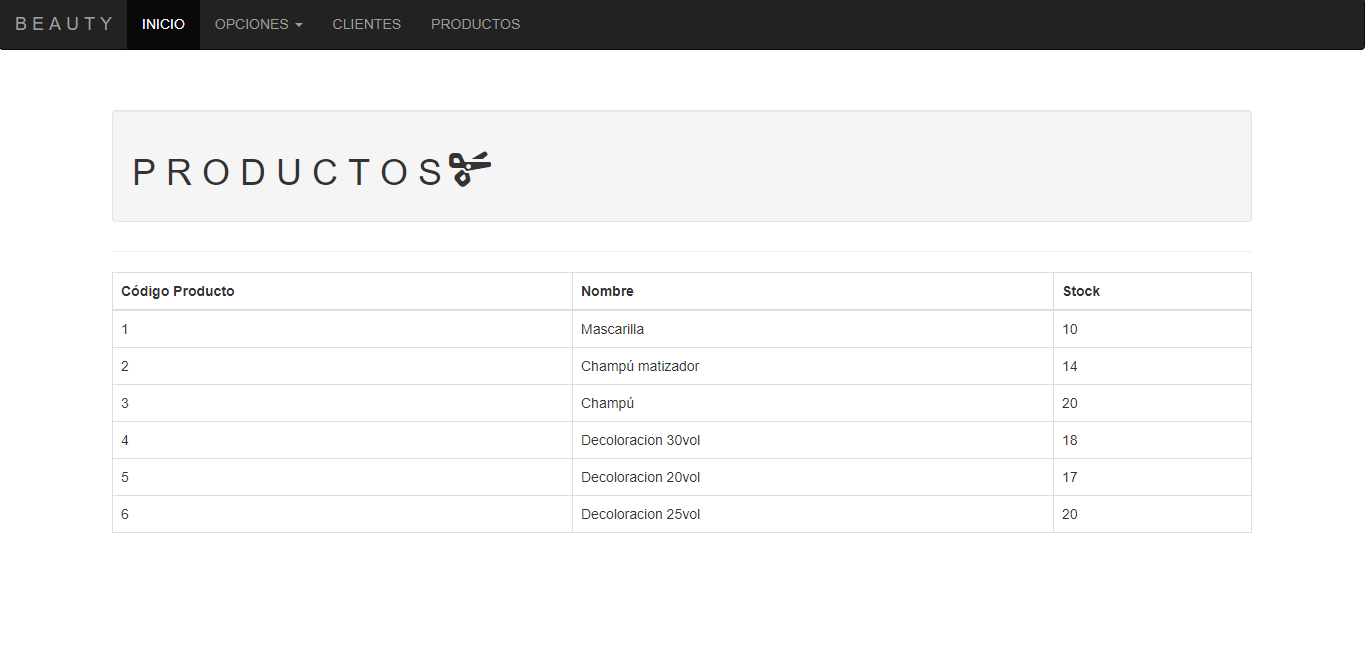 B E A U T Y INICIO OPCIONES CLIENTES PRODUCTOS
P R O D U C T O S
Código Producto Nombre Stock
1 Mascarilla 10
2 Champú matizador 14
3 Champú 20
4 Decoloracion 30vol 18
5 Decoloracion 20vol 17
6 Decoloracion 25vol 20